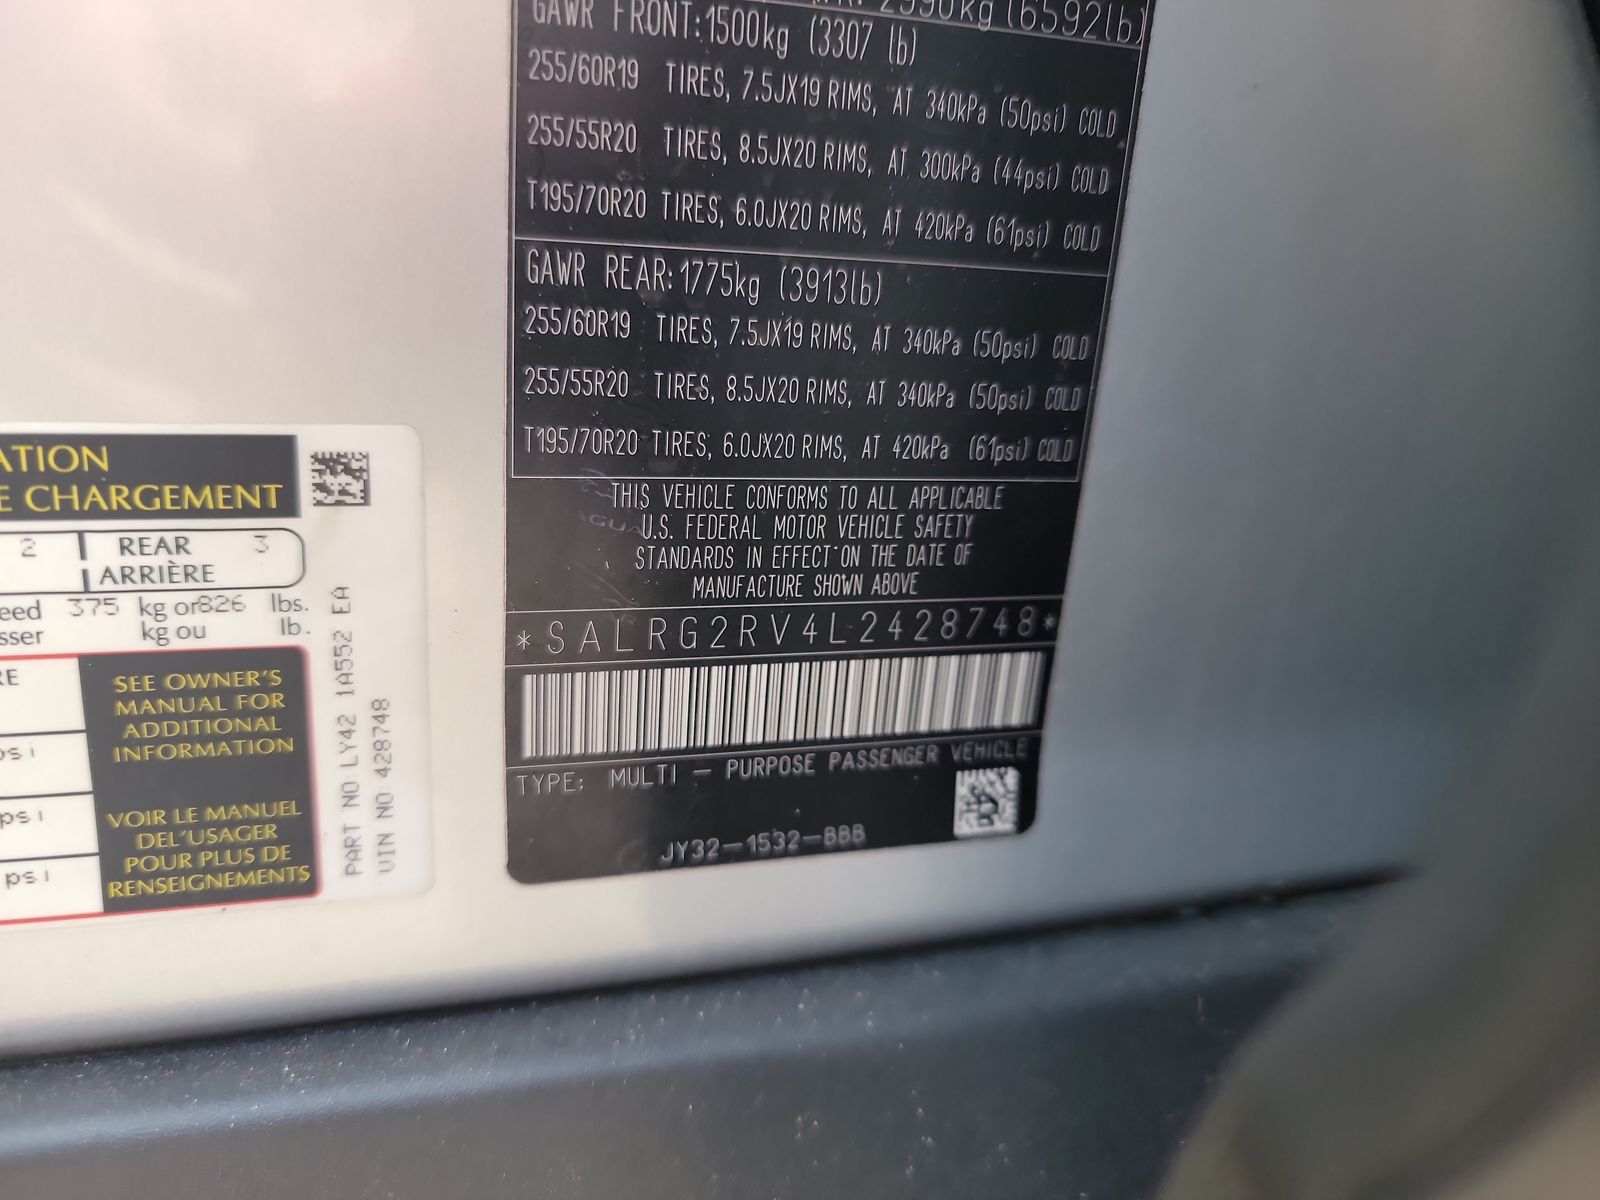 2990kg (6592lb)
GAWR FRONT: 1500kg (3307 lb)
255/60R19 TIRES, 7.5JX19 RIMS, AT 340kPa (50psi) COLD
255/55R20 TIRES, 8.5JX20 RIMS, AT 300kPa (44psi) COLD
T195/70R20 TIRES, 6.0JX20 RIMS, AT 420kPa (61psi) COLD
GAWR REAR: 1775kg (3913lb)
255/60R19 TIRES, 7.5JX19 RIMS, AT 340kPa (50psi) COLD
255/55R20 TIRES, 8.5JX20 RIMS, AT 340kPa (50psi) COLD
T195/70R20 TIRES, 6.0JX20 RIMS, AT 420kPa (61psi) COLD
THIS VEHICLE CONFORMS TO ALL APPLICABLE
U.S. FEDERAL MOTOR VEHICLE SAFETY
STANDARDS IN EFFECT ON THE DATE OF
MANUFACTURE SHOWN ABOVE
*SALRG2RV4L2428748*
TYPE: MULTI - PURPOSE PASSENGER VEHICLE
JY32-1532-BBB
ATION
E CHARGEMENT
2 REAR 3
ARRIÈRE
eed 375 kg or 826 lbs.
sser kg ou lb.
RE
psi
psi
psi
SEE OWNER'S
MANUAL FOR
ADDITIONAL
INFORMATION
VOIR LE MANUEL
DEL'USAGER
POUR PLUS DE
RENSEIGNEMENTS
PART NO: LY42 1A552 EA
VIN NO: 428748